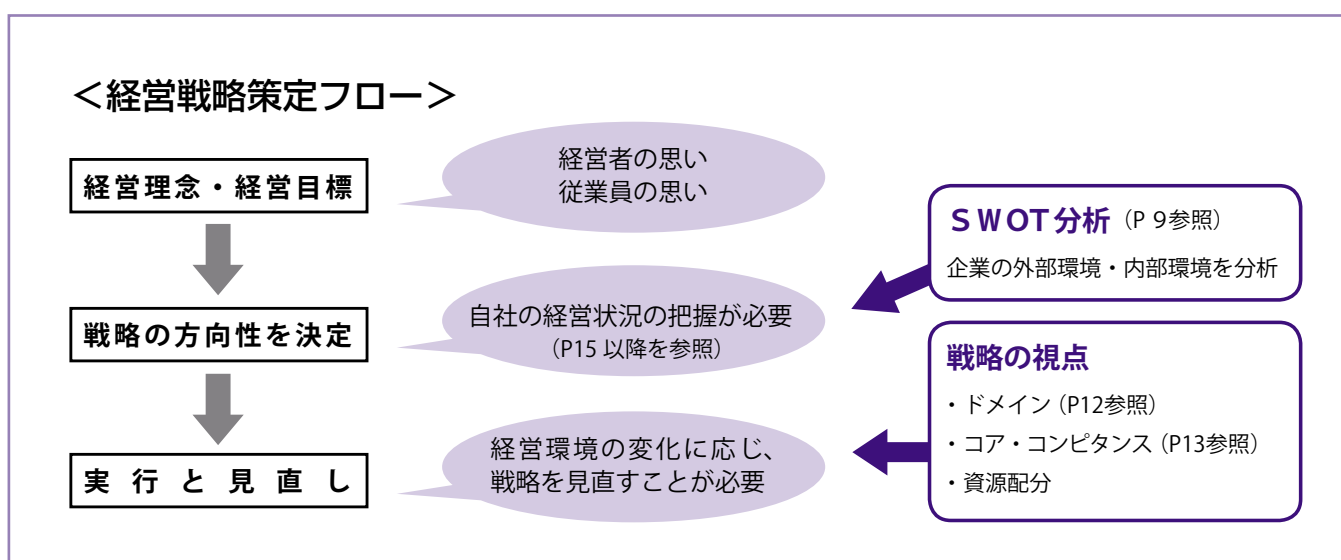 ＜経営戦略策定フロー＞
経営理念・経営目標
経営者の思い
従業員の思い
戦略の方向性を決定
自社の経営状況の把握が必要
（P15 以降を参照）
実行と見直し
経営環境の変化に応じ、
戦略を見直すことが必要
ＳＷＯＴ分析（P 9参照）
企業の外部環境・内部環境を分析
戦略の視点
・ドメイン（P12参照）
・コア・コンピタンス（P13参照）
・資源配分